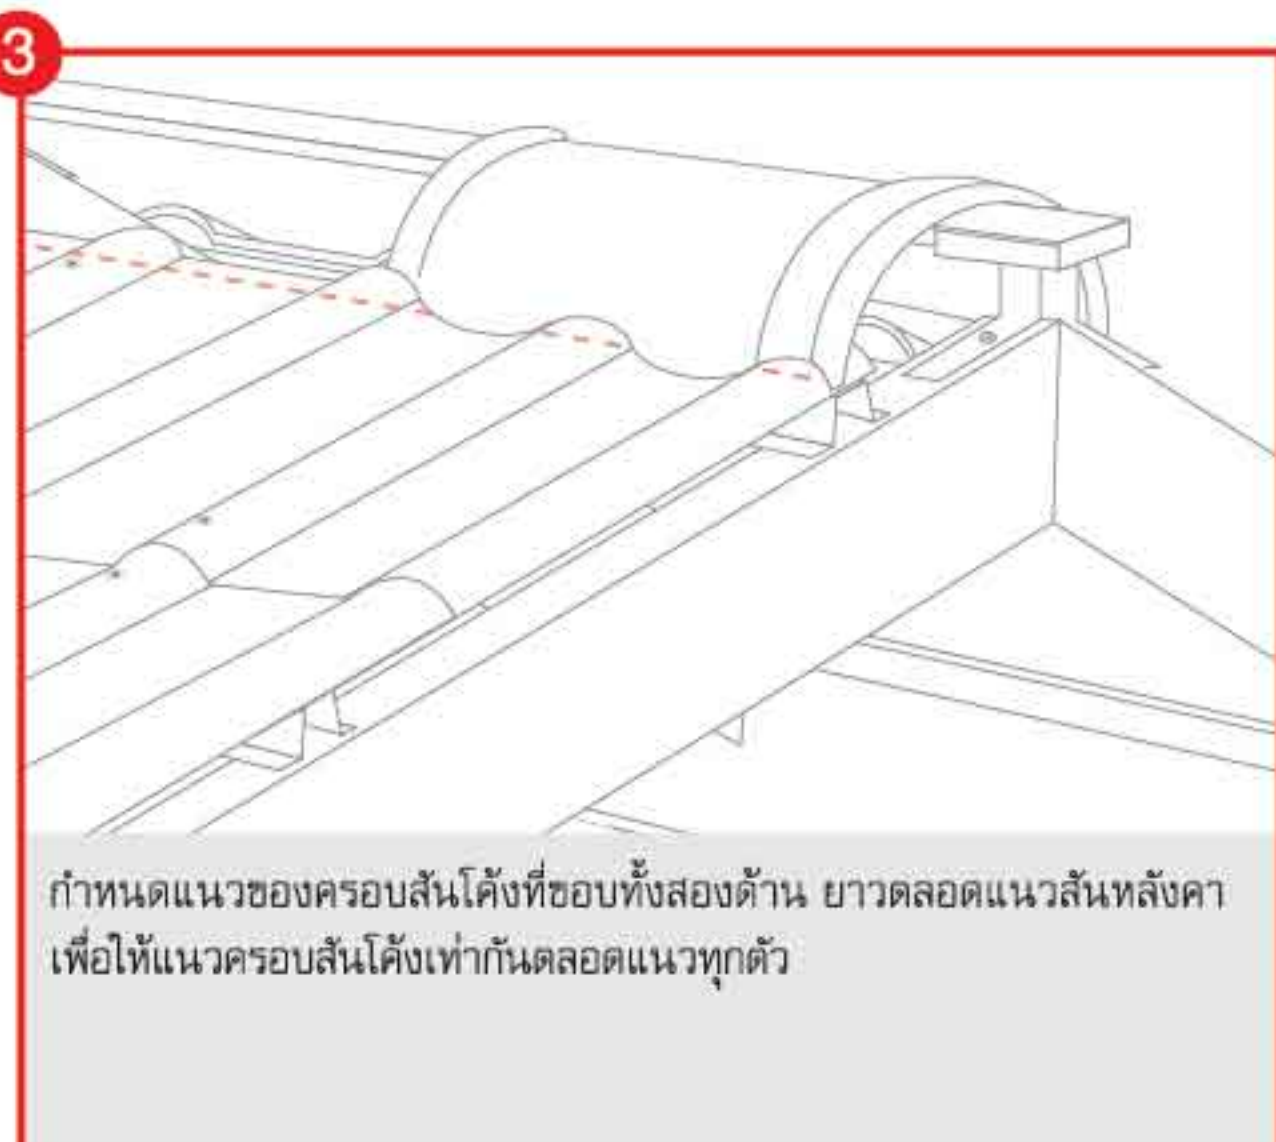 3
กำหนดแนวของครอบสันโค้งที่ขอบทั้งสองด้าน ยาวตลอดแนวสันหลังคา
เพื่อให้แนวครอบสันโค้งเท่ากันตลอดแนวทุกตัว